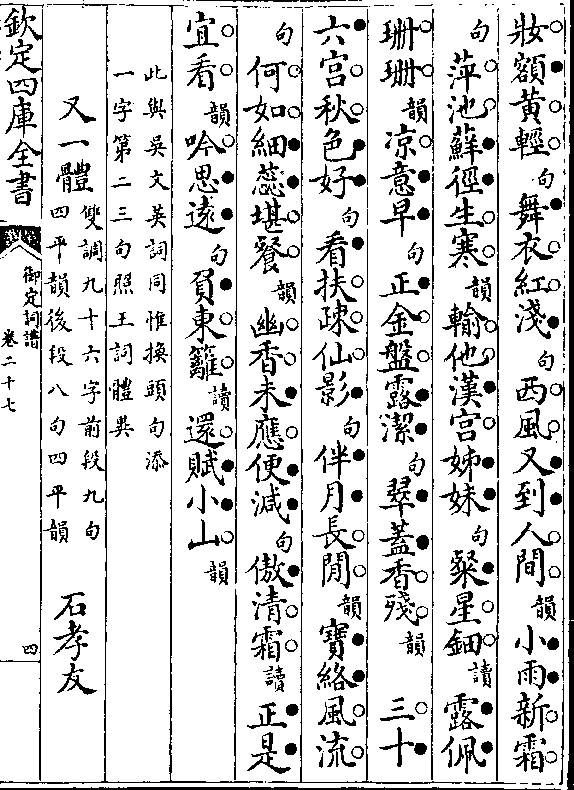 妝額黃輕句舞衣紅淺句西風又到人間韻小雨新霜
句萍池蘚徑生寒韻輸他漢宮姊妹句粲星鈿讀露佩
珊珊韻凉意早句正金盤露潔句翠蓋香殘韻三十
六宮秋色好句看扶疎仙影句伴月長閒韻寶絡風流
句何如細蕊堪餐韻幽香未應便減句傲清霜讀正是
宜看韻吟思遠句負東籬讀還賦小山韻
此與吳文英詞同惟換頭句添
一字第二三句照王詞體異
又一體雙調九十六字前段九句
四平韻後段八句四平韻
石孝友
欽定四庫全書
御定詞譜
卷二十七
四